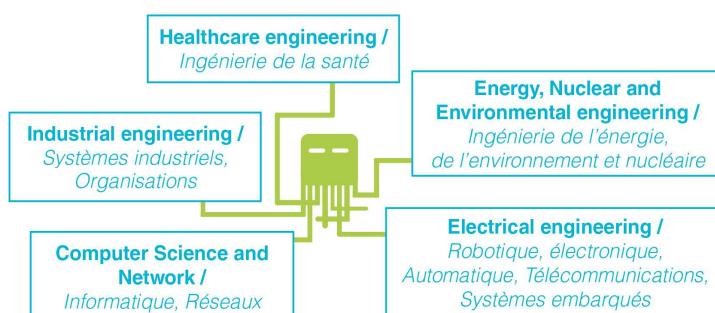 Healthcare engineering /
Ingénierie de la santé
Energy, Nuclear and
Environmental engineering /
Ingénierie de l'énergie,
de l'environnement et nucléaire
Industrial engineering /
Systèmes industriels,
Organisations
Electrical engineering /
Robotique, électronique,
Automatique, Télécommunications,
Systèmes embarqués
Computer Science and
Network /
Informatique, Réseaux